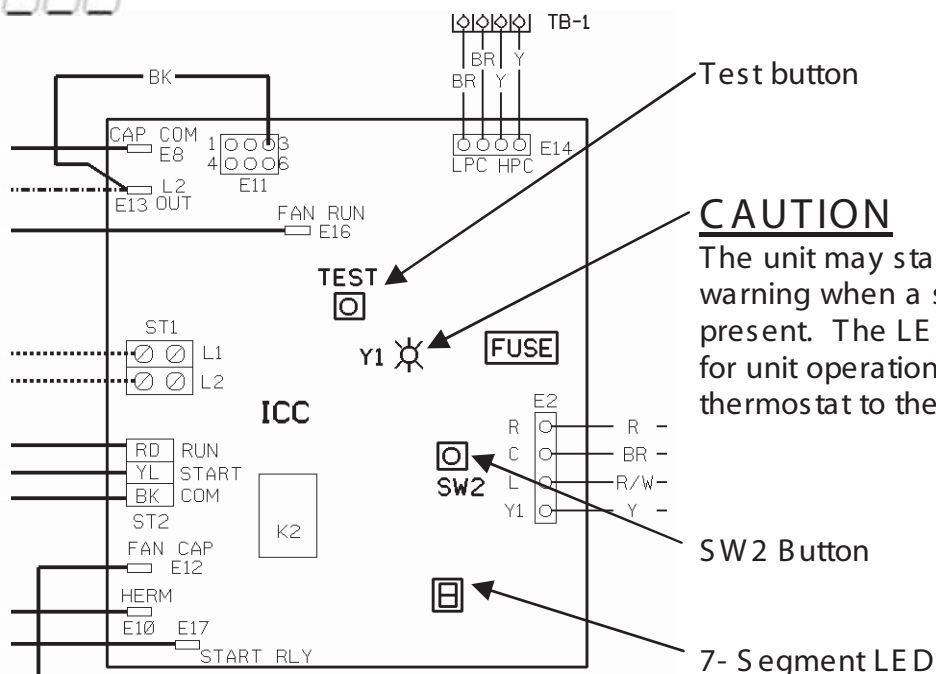 TB-1
BR Y
BR Y
BK
Test button
CAP COM
E8
1 3
4 6
E11
E14
LPC HPC
L2
E13 OUT
FAN RUN
E16
CAUTION
The unit may
warning when a
present. The LE
for unit operation
thermostat to the
TEST
Y1
FUSE
ST1
L1
L2
ICC
E2
R R
C BR
L R/W
Y1 Y
SW2
RD RUN
YL START
BK COM
ST2
K2
SW2 Button
FAN CAP
E12
HERM
E10 E17
START RLY
7- Segment LED